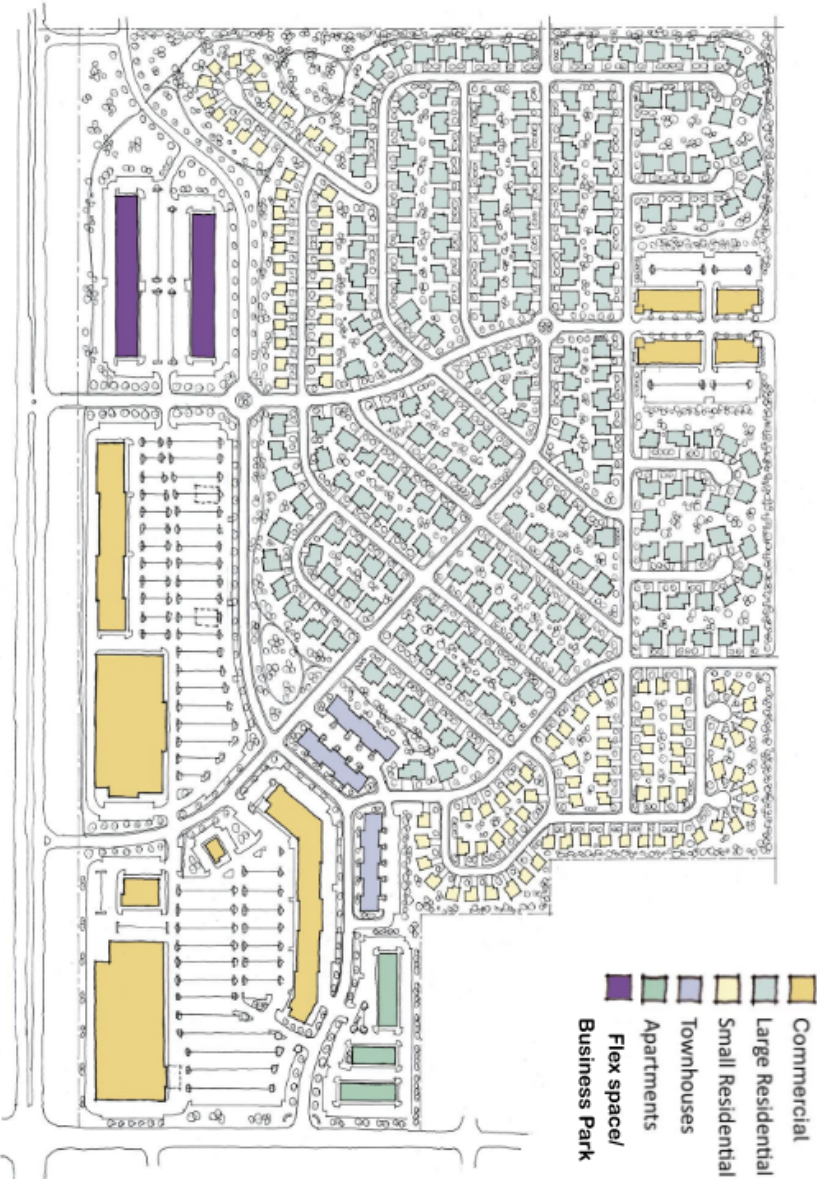 Commercial
Large Residential
Small Residential
Townhouses
Apartments
Flex space/
Business Park